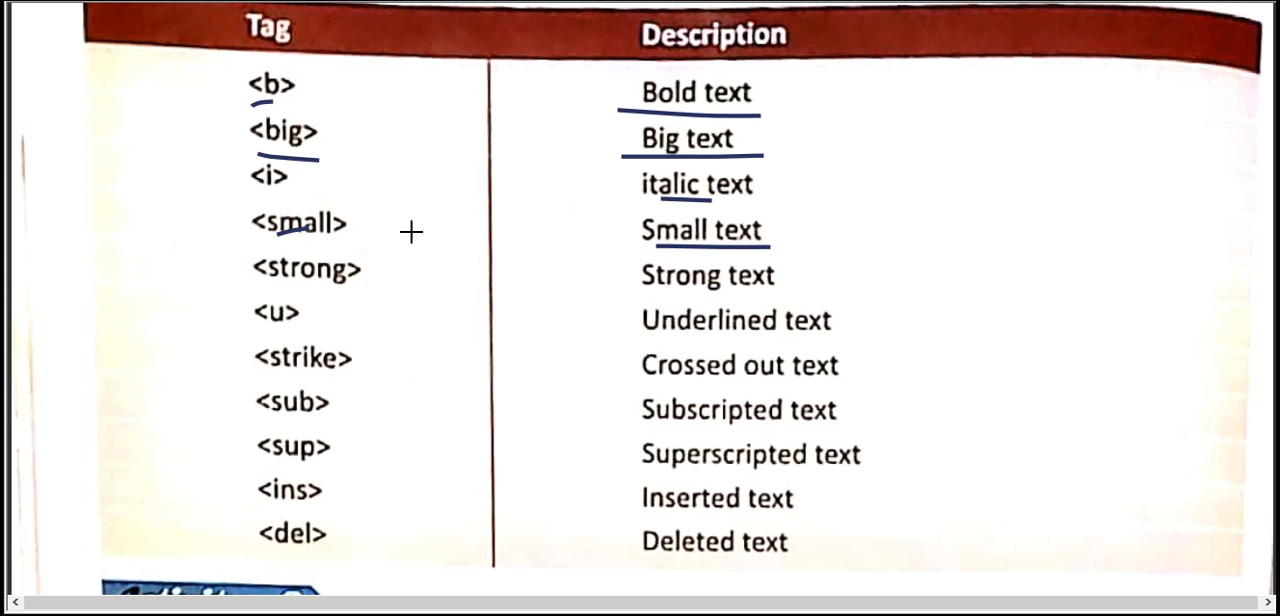 Tag Description
<b> Bold text
<big> Big text
<i> italic text
<small> Small text
<strong> Strong text
<u> Underlined text
<strike> Crossed out text
<sub> Subscripted text
<sup> Superscripted text
<ins> Inserted text
<del> Deleted text